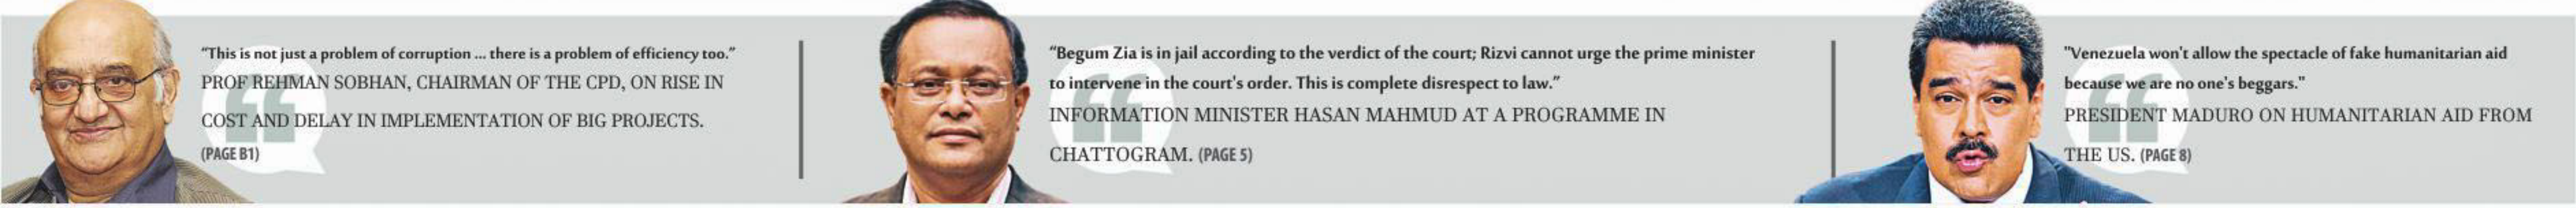 “This is not just a problem of corruption ... there is a problem of efficiency too.”
PROF REHMAN SOBHAN, CHAIRMAN OF THE CPD, ON RISE IN
COST AND DELAY IN IMPLEMENTATION OF BIG PROJECTS.
(PAGE B1)
“Begum Zia is in jail according to the verdict of the court; Rizvi cannot urge the prime minister
to intervene in the court's order. This is complete disrespect to law.”
INFORMATION MINISTER HASAN MAHMUD AT A PROGRAMME IN
CHATTOGRAM. (PAGE 5)
"Venezuela won't allow the spectacle of fake humanitarian aid
because we are no one's beggars."
PRESIDENT MADURO ON HUMANITARIAN AID FROM
THE US. (PAGE 8)